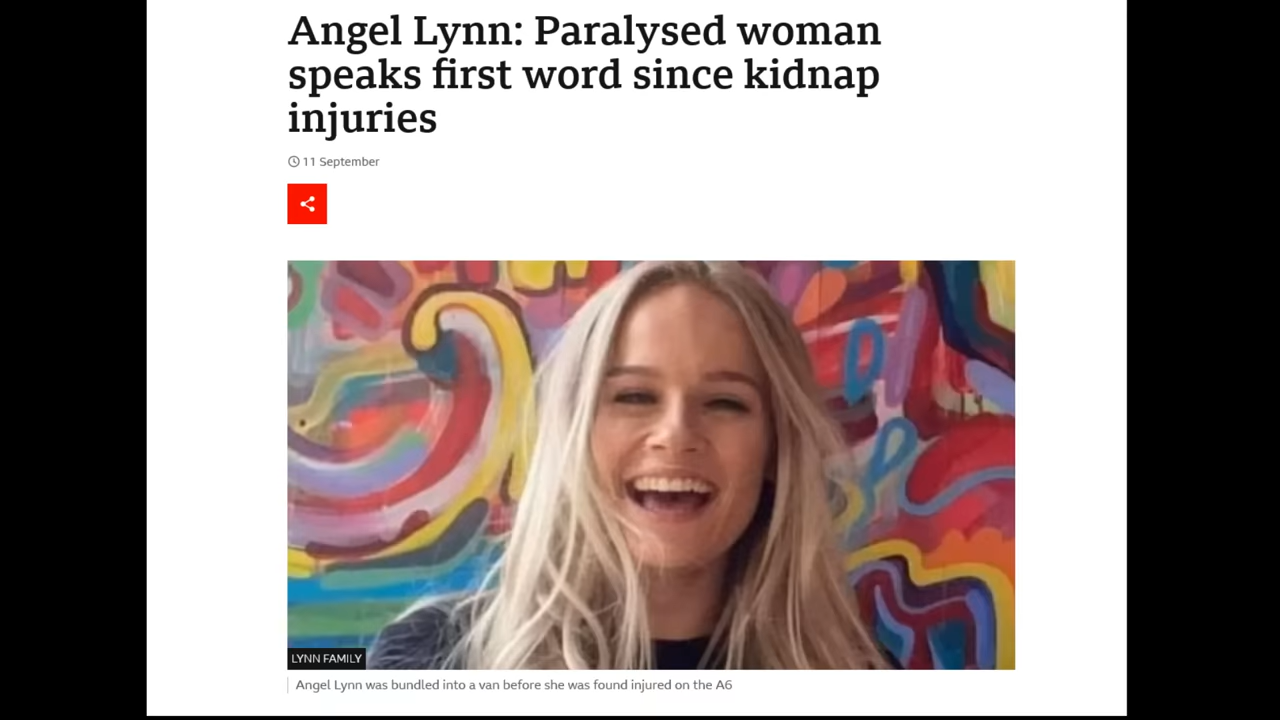 Angel Lynn: Paralysed woman
speaks first word since kidnap
injuries
11 September
LYNN FAMILY
Angel Lynn was bundled into a van before she was found injured on the A6